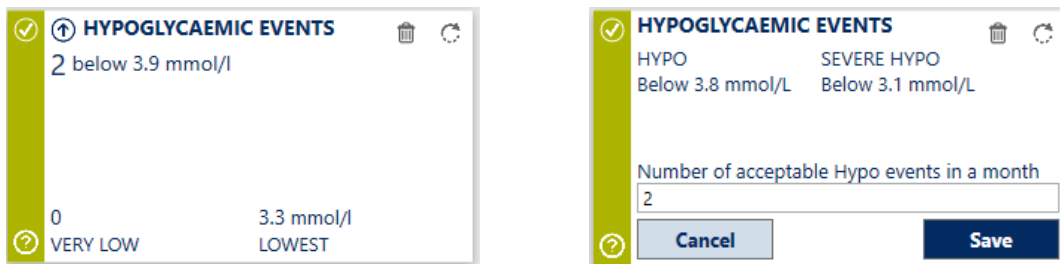 HYPOGLYCAEMIC EVENTS
2 below 3.9 mmol/l
0 3.3 mmol/l
VERY LOW LOWEST
HYPOGLYCAEMIC EVENTS
HYPO SEVERE HYPO
Below 3.8 mmol/L Below 3.1 mmol/L
Number of acceptable Hypo events in a month
2
Cancel Save